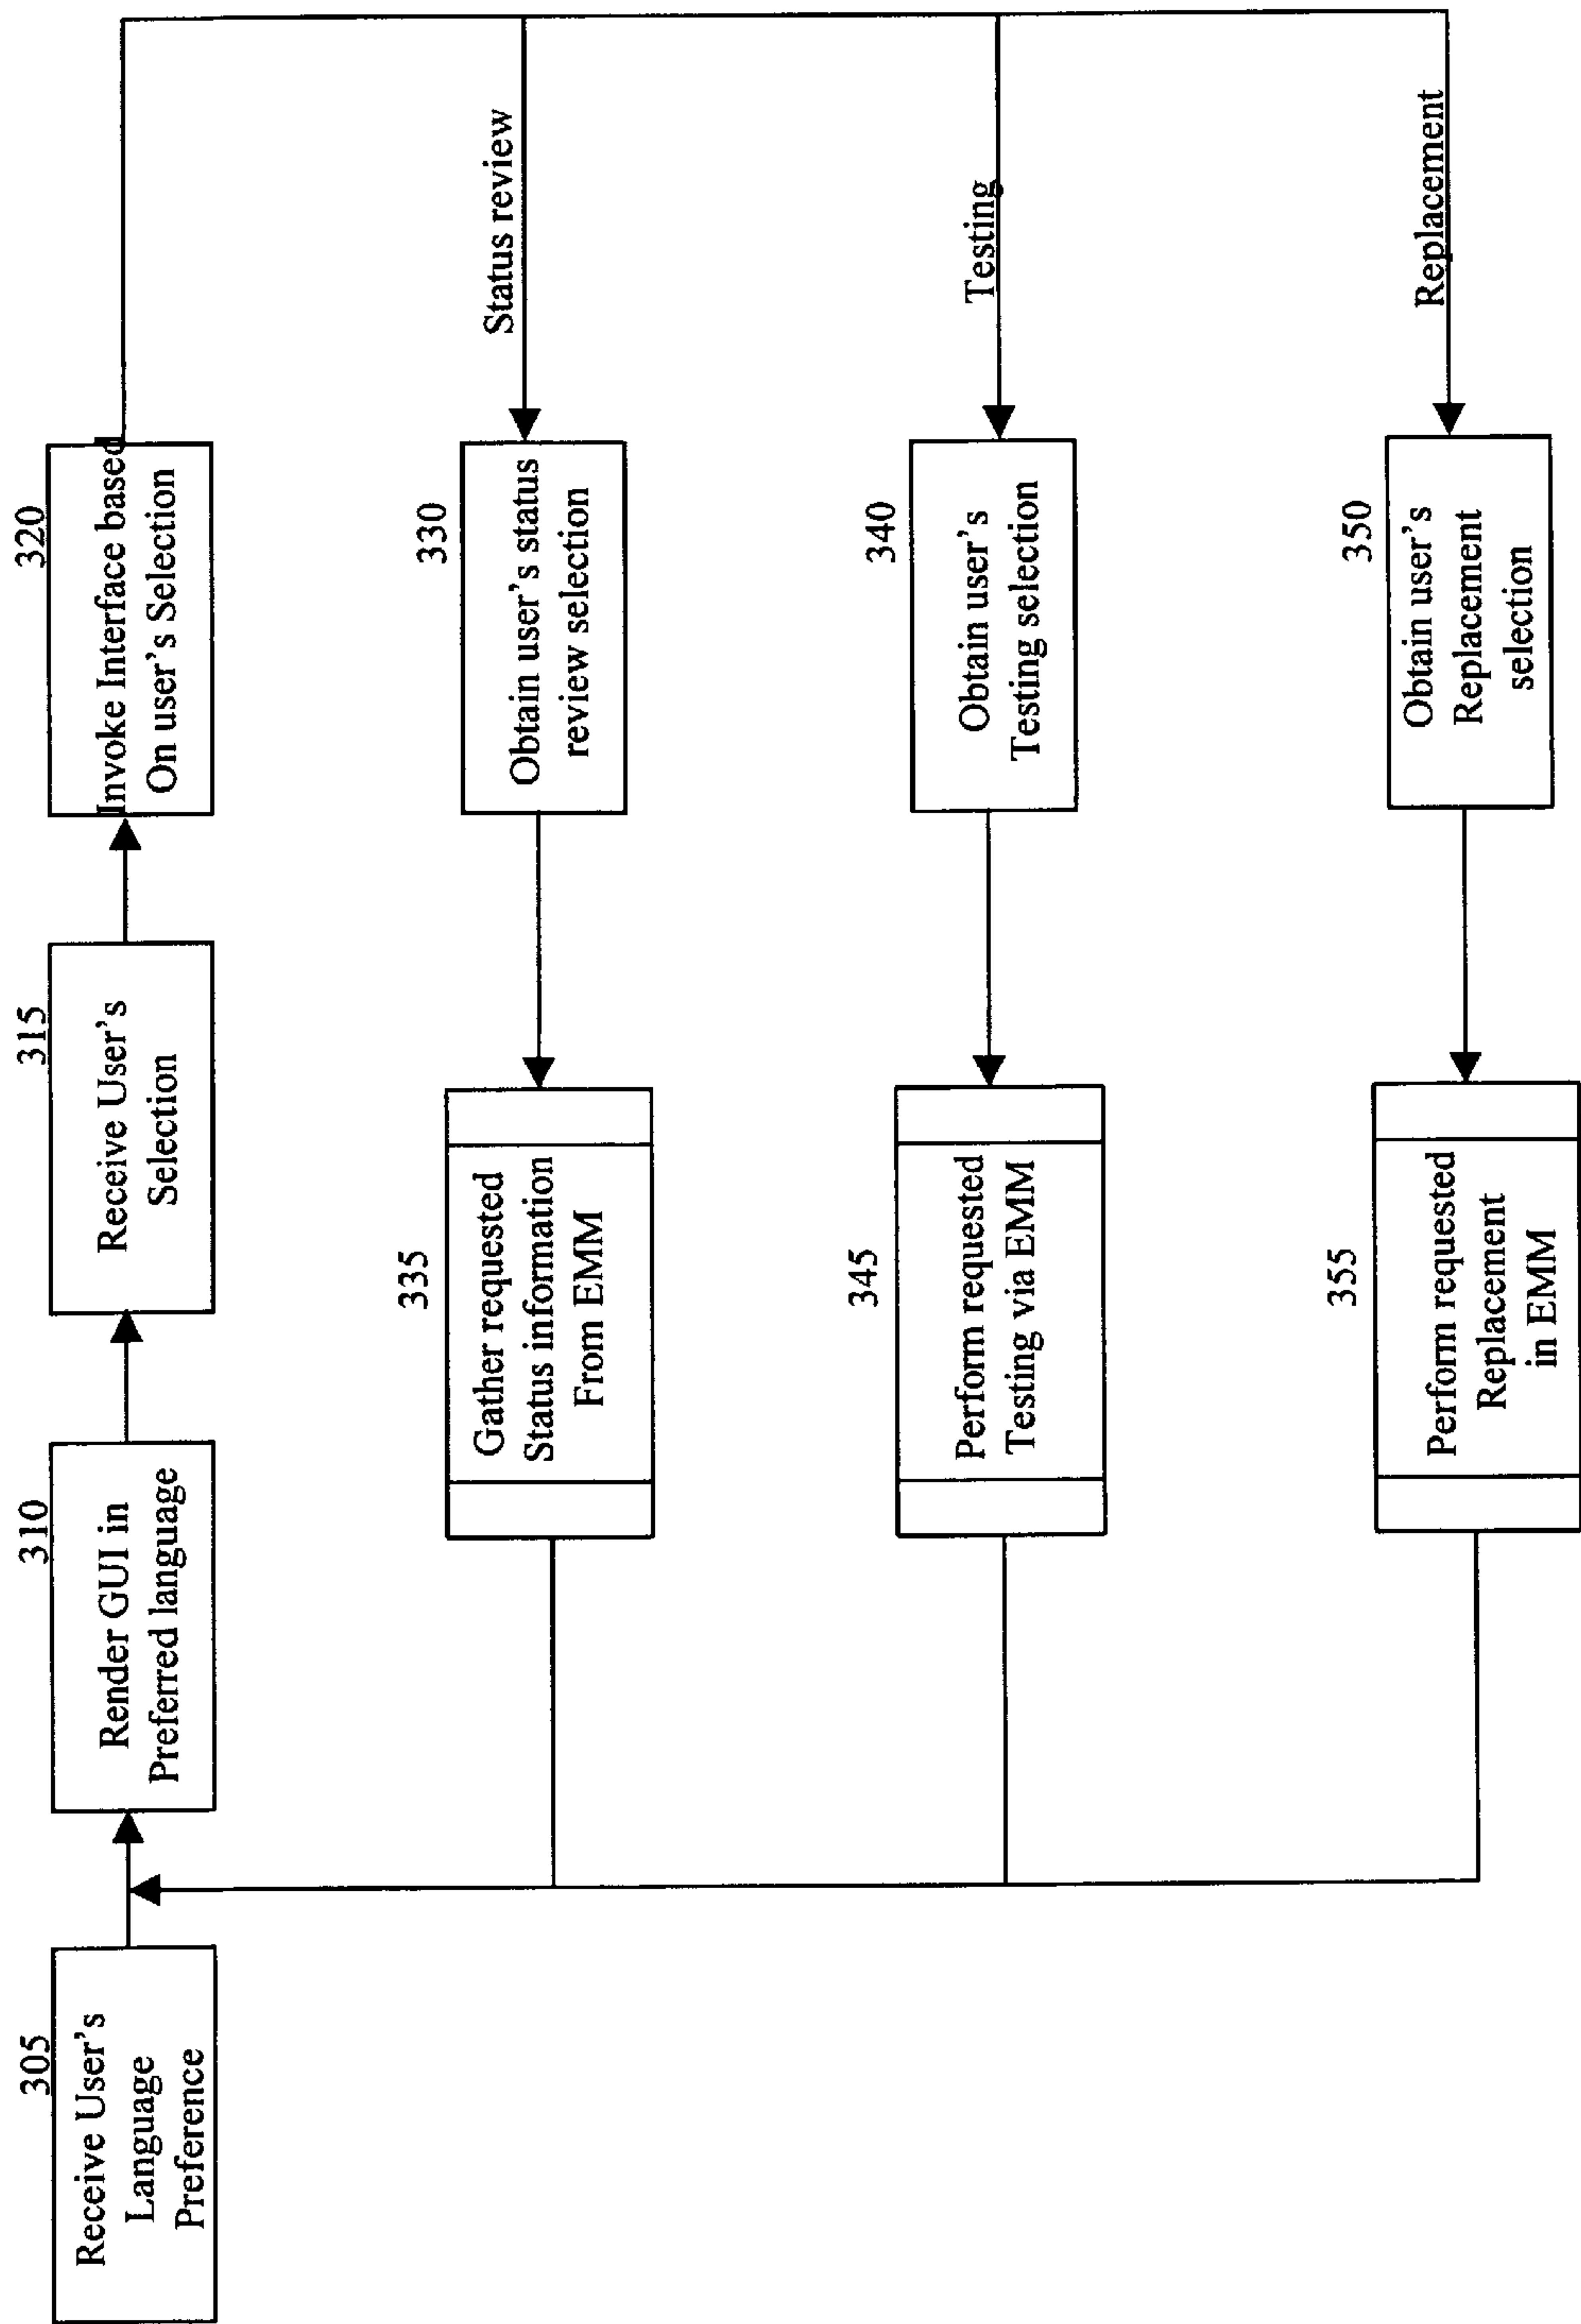 305
Receive User's
Language
Preference
310
Render GUI in
Preferred language
315
Receive User's
Selection
320
Invoke Interface based
On user's Selection
Status review
330
Obtain user's status
review selection
335
Gather requested
Status information
From EMM
Testing
340
Obtain user's
Testing selection
345
Perform requested
Testing via EMM
Replacement
350
Obtain user's
Replacement
selection
355
Perform requested
Replacement
in EMM